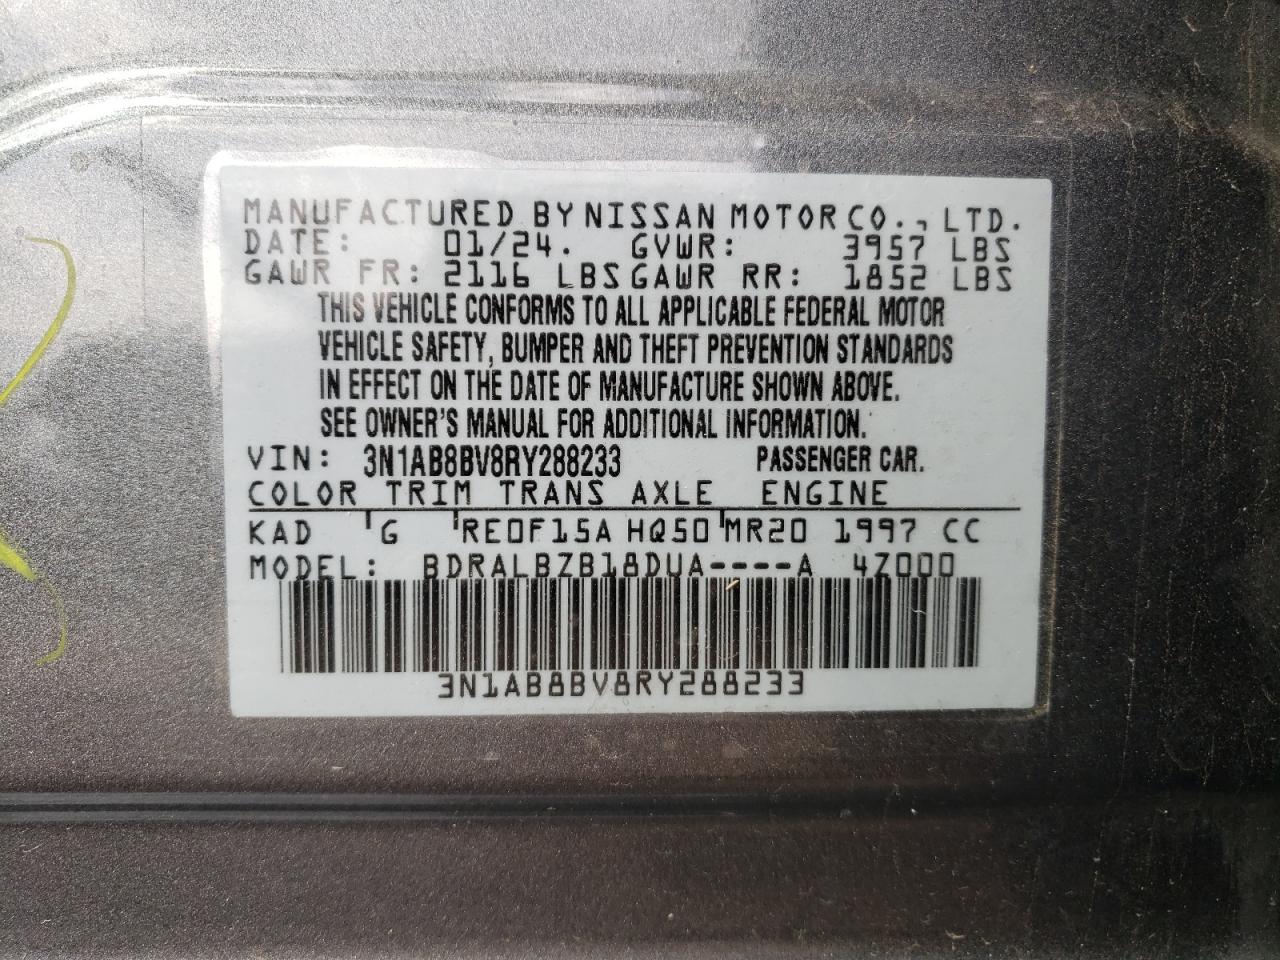 MANUFACTURED BY NISSAN MOTOR CO., LTD.
DATE: 01/24. GVWR: 3957 LBS
GAWR FR: 2116 LBS GAWR RR: 1852 LBS
THIS VEHICLE CONFORMS TO ALL APPLICABLE FEDERAL MOTOR
VEHICLE SAFETY, BUMPER AND THEFT PREVENTION STANDARDS
IN EFFECT ON THE DATE OF MANUFACTURE SHOWN ABOVE.
SEE OWNER'S MANUAL FOR ADDITIONAL INFORMATION.
VIN: 3N1AB8BV8RY288233 PASSENGER CAR.
COLOR TRIM TRANS AXLE ENGINE
KAD G RE0F15A HQ50 MR20 1997 CC
MODEL: BDRALBZB18DUA----A 4Z000
3N1AB8BV8RY288233